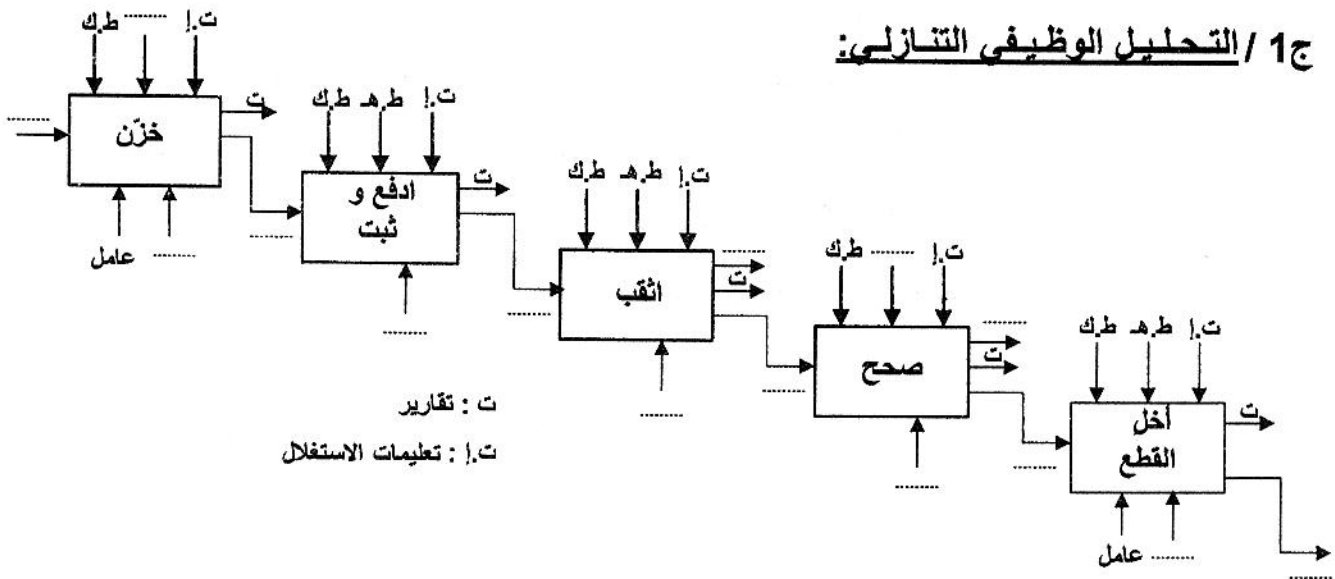 ج1 / التحليل الوظيفي التنازلي:
ط.ك ........ ت.إ
........ خزّن ت
عامل ........
ط.ك ط.هـ ت.إ
........ ادفع و ت
ثبت
........
ط.ك ط.هـ ت.إ
........
........ اثقب ت
........
ط.ك ........ ت.إ
........
........ صحح ت
........
ط.ك ط.هـ ت.إ
........ أخل ت
القطع
عامل ........
........
ت : تقارير
ت.إ : تعليمات الاستغلال